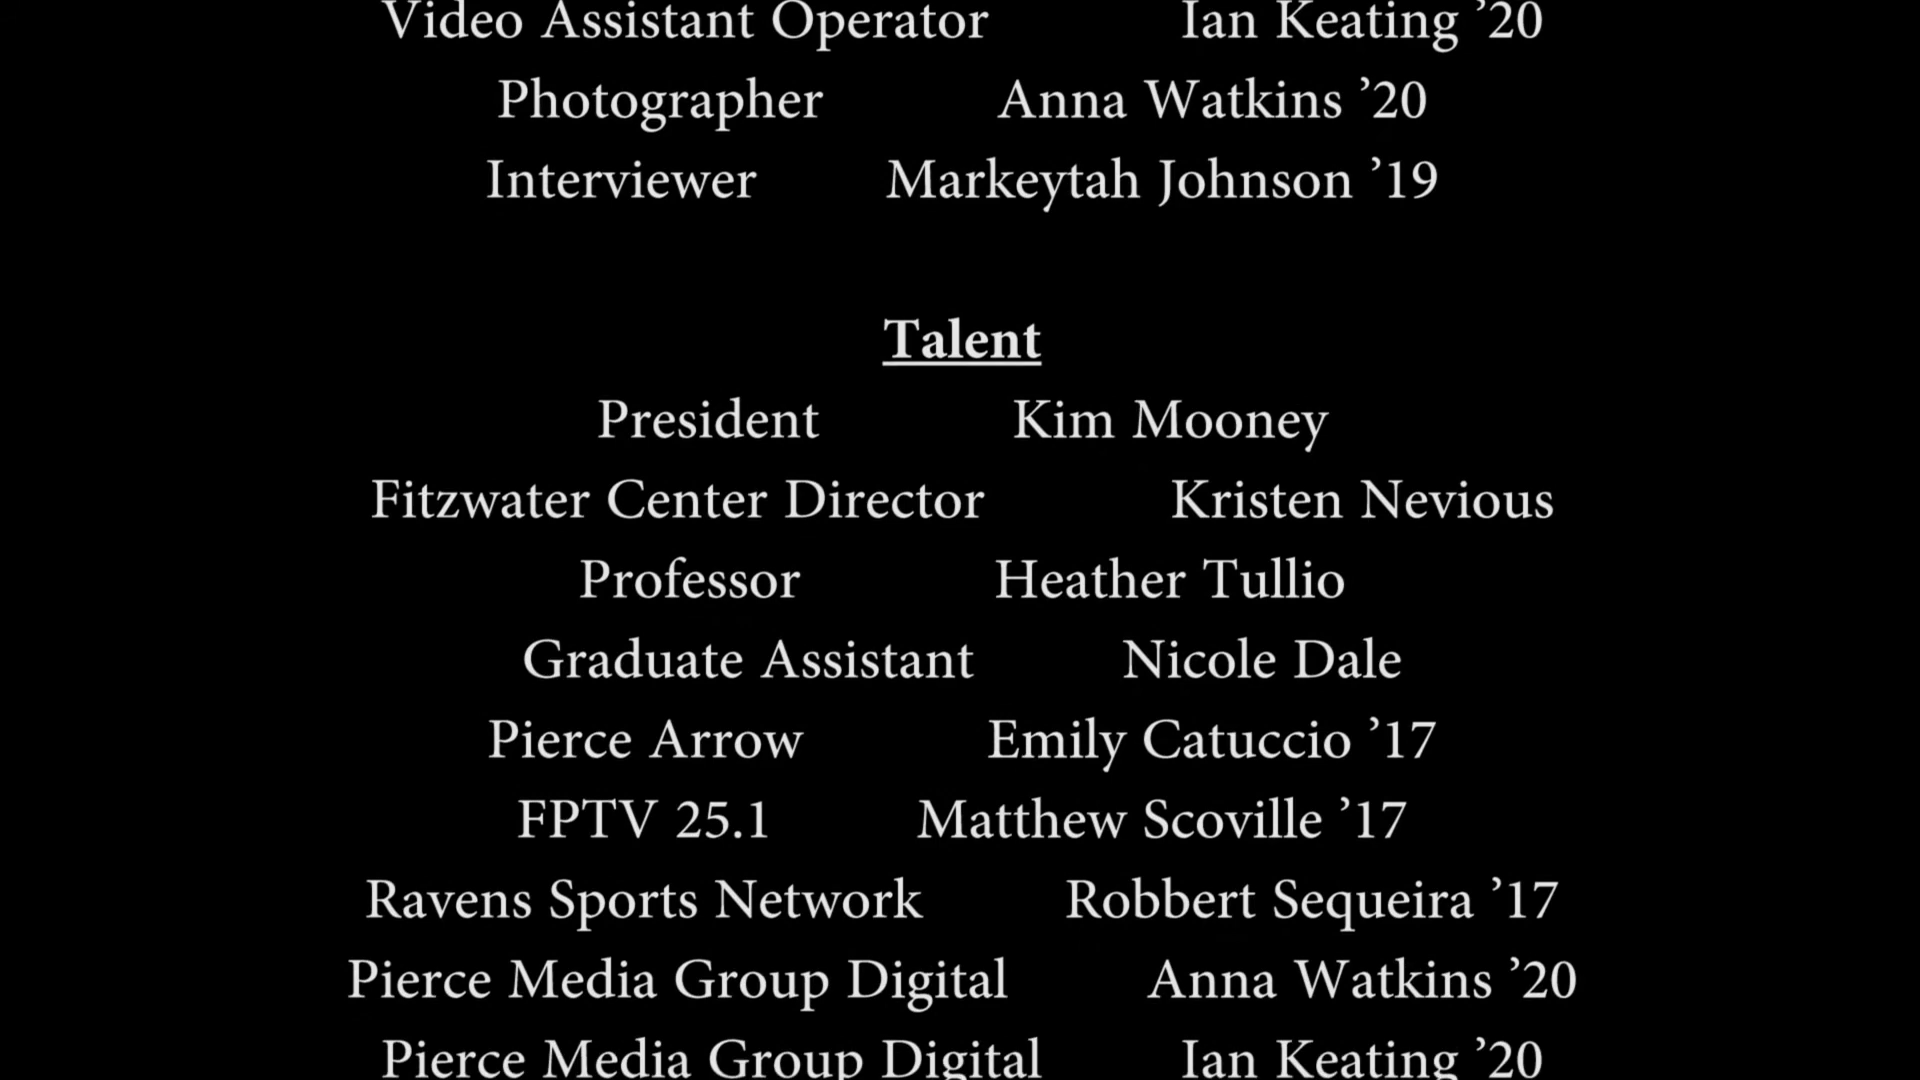 Video Assistant Operator Ian Keating ’20
Photographer Anna Watkins ’20
Interviewer Markeytah Johnson ’19
Talent
President Kim Mooney
Fitzwater Center Director Kristen Nevious
Professor Heather Tullio
Graduate Assistant Nicole Dale
Pierce Arrow Emily Catuccio ’17
FPTV 25.1 Matthew Scoville ’17
Ravens Sports Network Robbert Sequeira ’17
Pierce Media Group Digital Anna Watkins ’20
Pierce Media Group Digital Ian Keating ’20